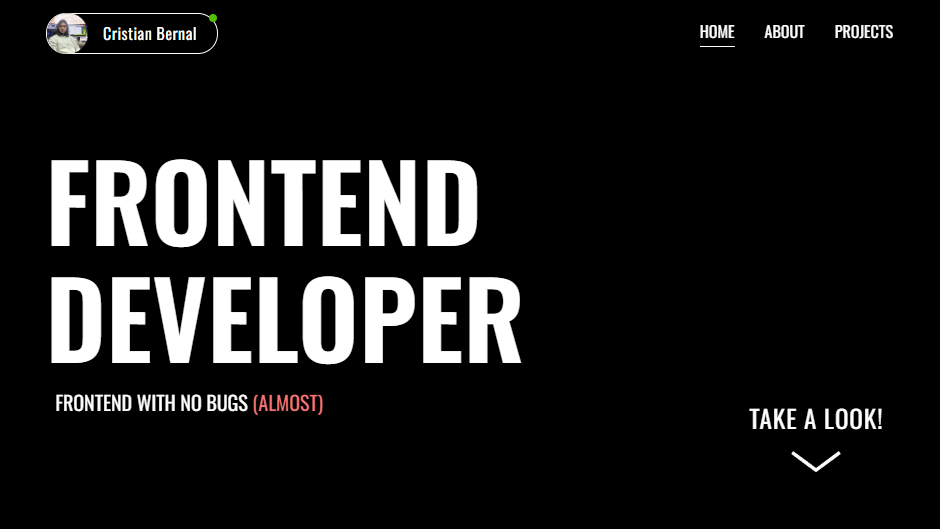 Cristian Bernal
HOME ABOUT PROJECTS
FRONTEND
DEVELOPER
FRONTEND WITH NO BUGS (ALMOST)
TAKE A LOOK!